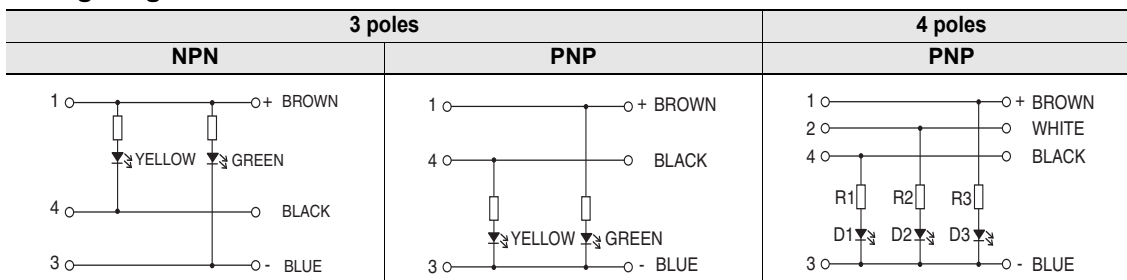 3 poles 4 poles
NPN PNP PNP
1 + BROWN
YELLOW GREEN
4 BLACK
3 - BLUE
1 + BROWN
4 BLACK
YELLOW GREEN
3 - BLUE
1 + BROWN
2 WHITE
4 BLACK
R1 R2 R3
D1 D2 D3
3 - BLUE